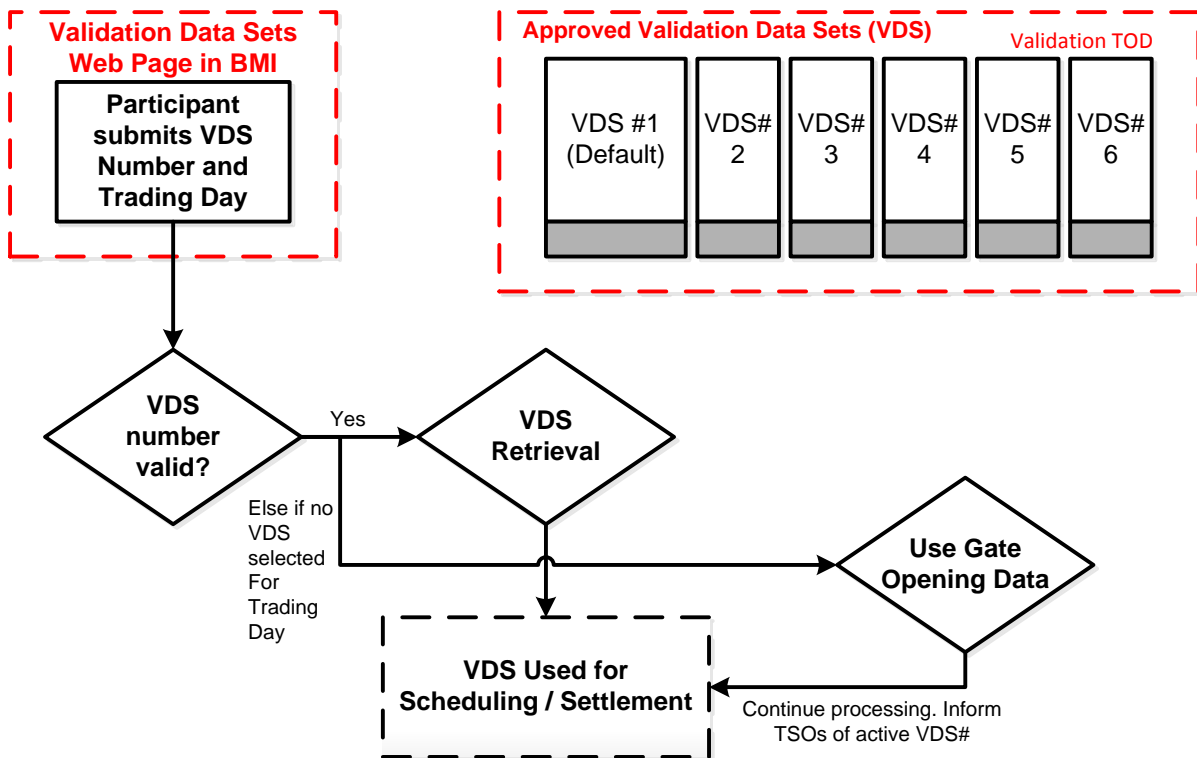 Validation Data Sets
Web Page in BMI
Participant
submits VDS
Number and
Trading Day
Approved Validation Data Sets (VDS)
Validation TOD
VDS #1
(Default)
VDS#
2
VDS#
3
VDS#
4
VDS#
5
VDS#
6
VDS
number
valid?
Yes
VDS
Retrieval
Else if no
VDS
selected
For
Trading
Day
Use Gate
Opening Data
VDS Used for
Scheduling / Settlement
Continue processing. Inform
TSOs of active VDS#